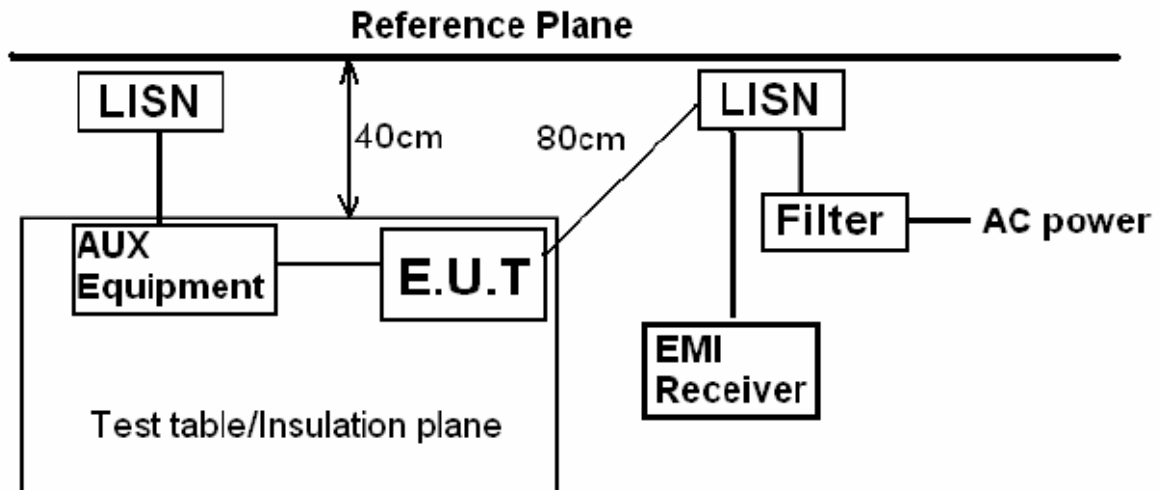 Reference Plane
LISN
40cm
80cm
LISN
AUX
Equipment
E.U.T
Filter
AC power
EMI
Receiver
Test table/Insulation plane